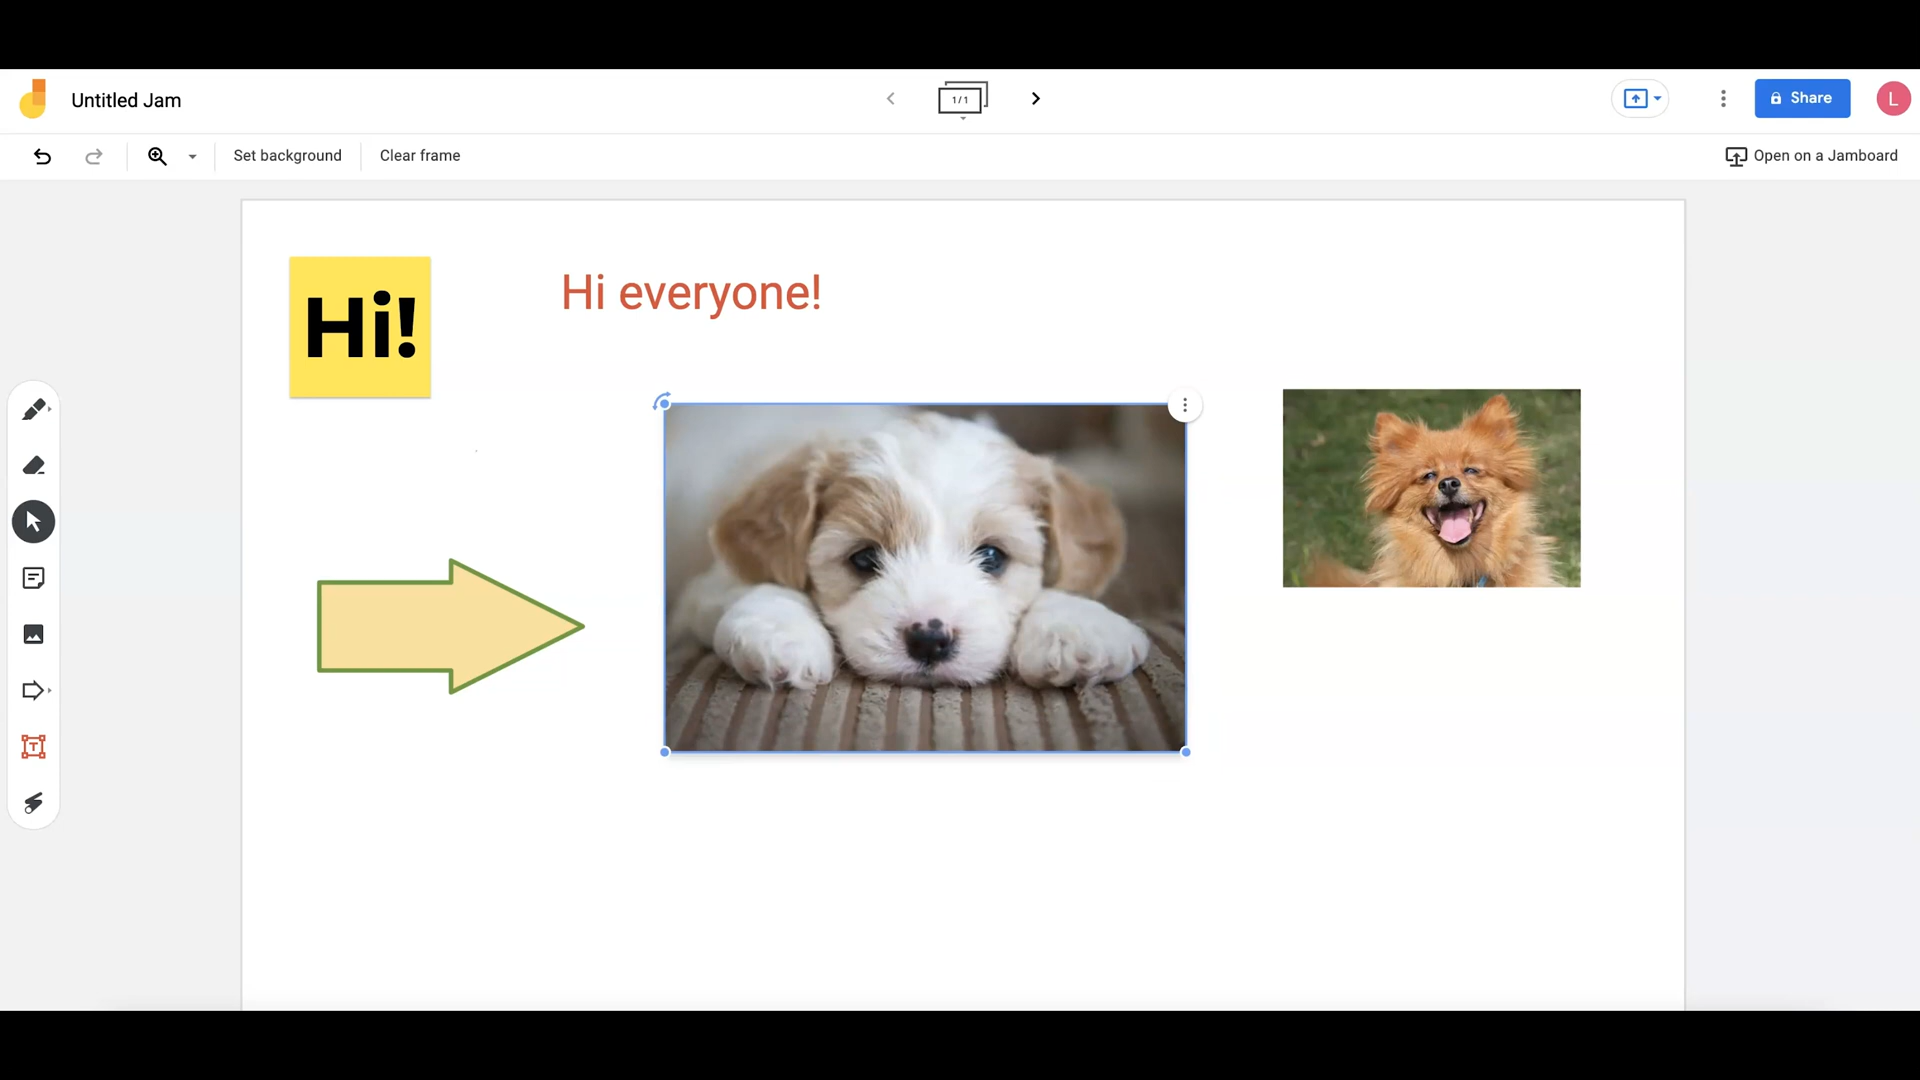 Untitled Jam
1/1
Share
L
Set background
Clear frame
Open on a Jamboard
Hi!
Hi everyone!
T